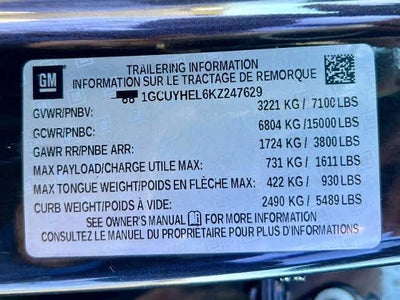 GM
TRAILERING INFORMATION
INFORMATION SUR LE TRACTAGE DE REMORQUE
1GCUYHEL6KZ247629
GVWR/PNBV: 3221 KG / 7100 LBS
GCWR/PNBC: 6804 KG /15000 LBS
GAWR RR/PNBE ARR: 1724 KG / 3800 LBS
MAX PAYLOAD/CHARGE UTILE MAX: 731 KG / 1611 LBS
MAX TONGUE WEIGHT/POIDS EN FLÈCHE MAX: 422 KG / 930 LBS
CURB WEIGHT/POIDS À VIDE: 2490 KG / 5489 LBS
SEE OWNER'S MANUAL i FOR MORE INFORMATION
CONSULTEZ LE MANUEL DU PROPRIETAIRE POUR PLUS D'INFORMATIONS